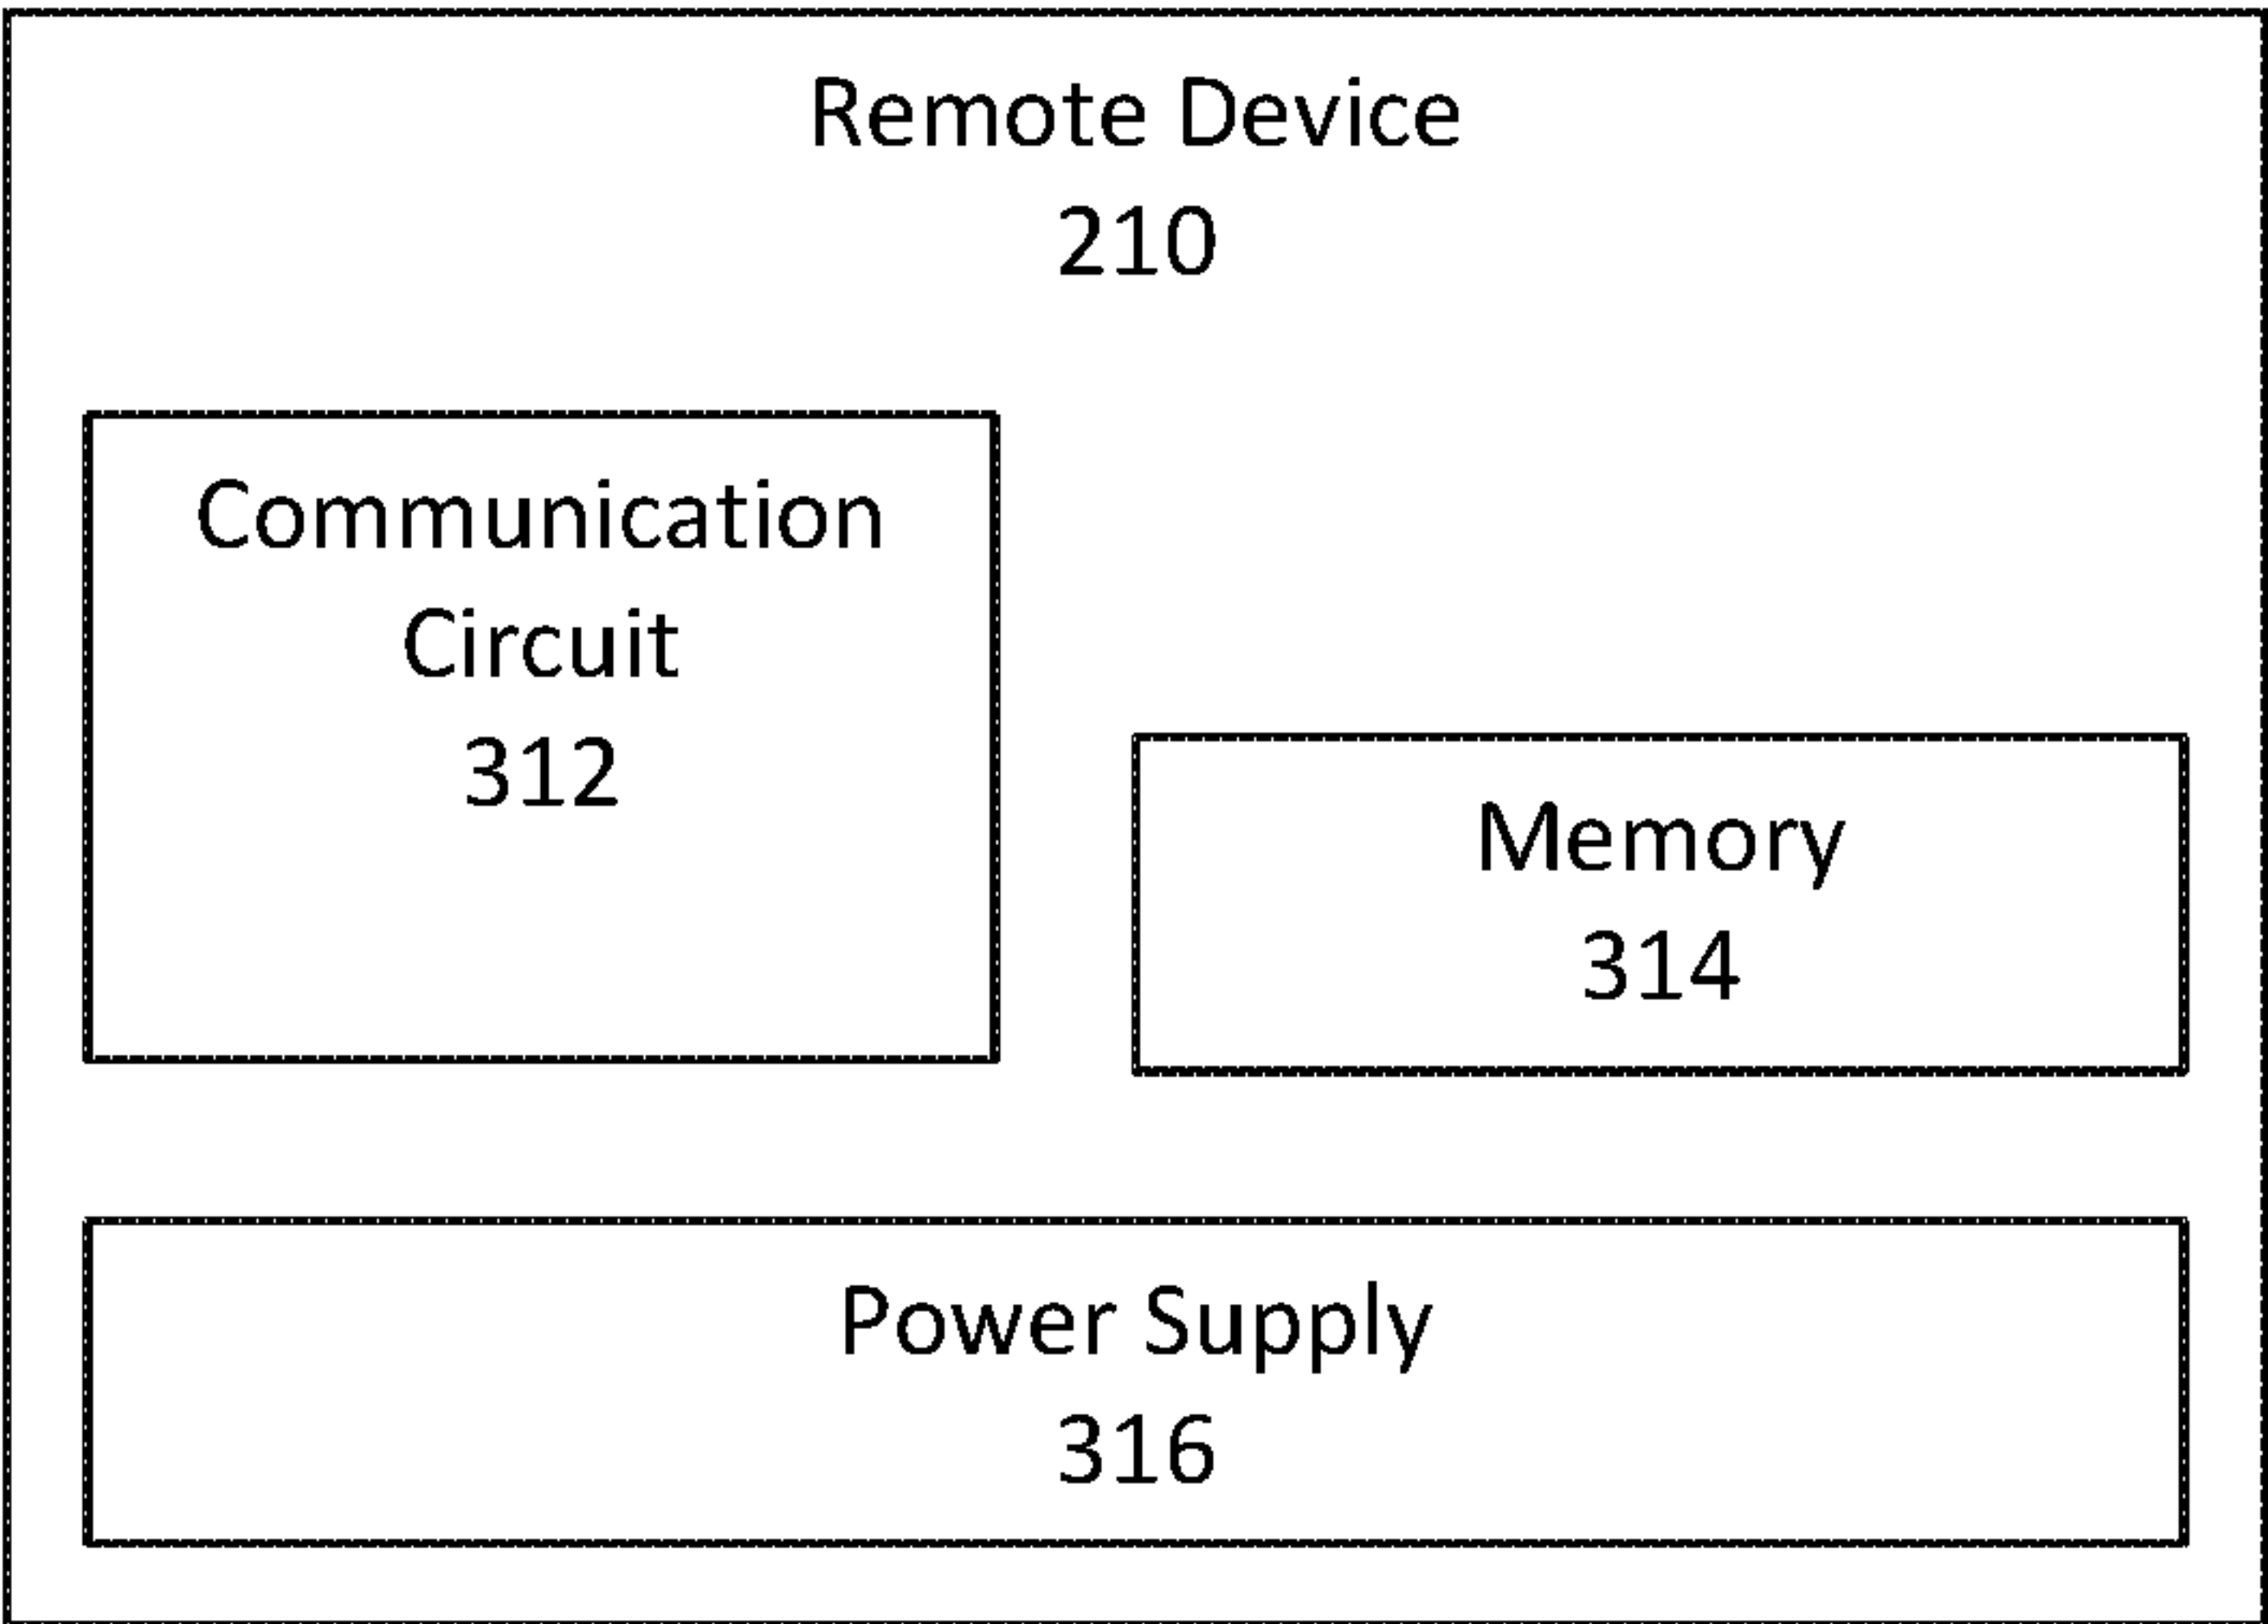 Remote Device
210
Communication
Circuit
312
Memory
314
Power Supply
316